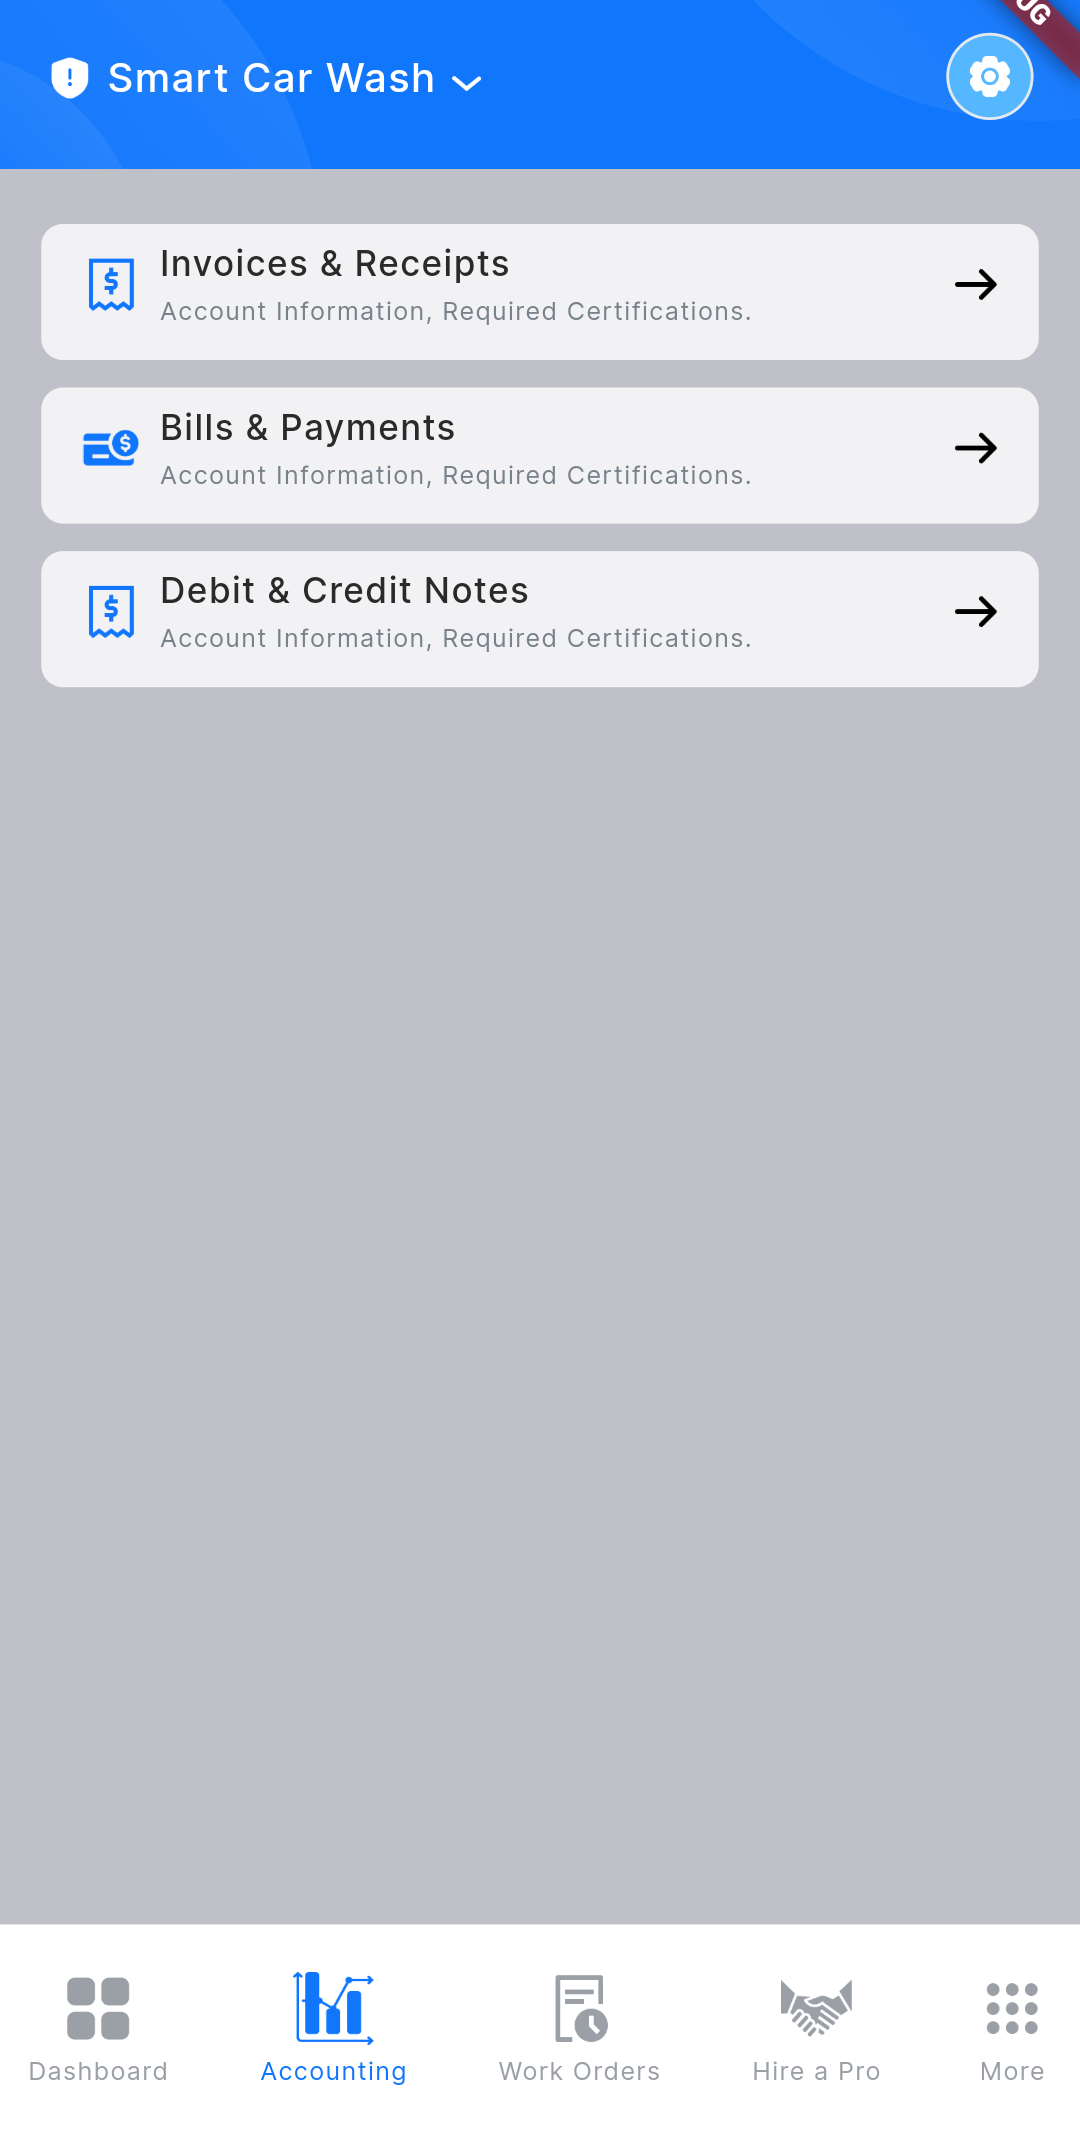 Smart Car Wash
Invoices & Receipts
Account Information, Required Certifications.
Bills & Payments
Account Information, Required Certifications.
Debit & Credit Notes
Account Information, Required Certifications.
Dashboard
Accounting
Work Orders
Hire a Pro
More